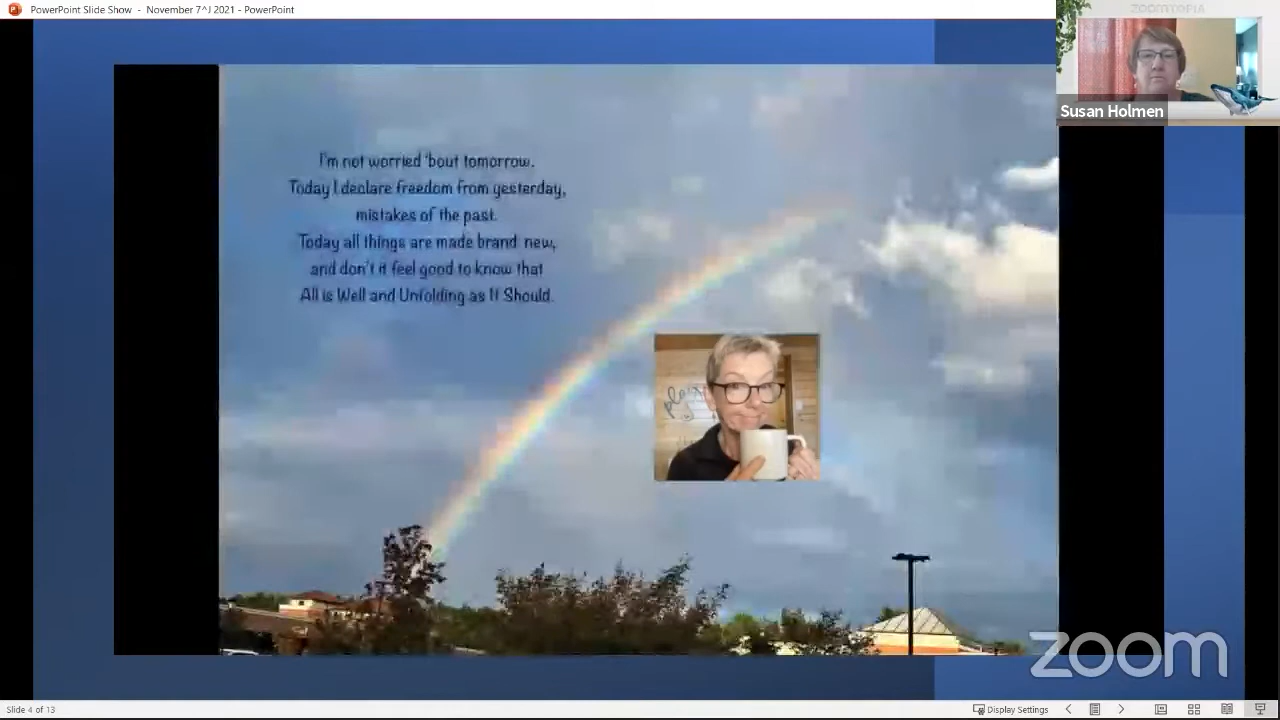 PowerPoint Slide Show - November 7^J 2021 - PowerPoint
ZOOMTOPIA
Susan Holmen
I'm not worried 'bout tomorrow.
Today I declare freedom from yesterday,
mistakes of the past.
Today all things are made brand new,
and don't it feel good to know that
All is Well and Unfolding as It Should.
play
zoom
Slide 4 of 13
Display Settings